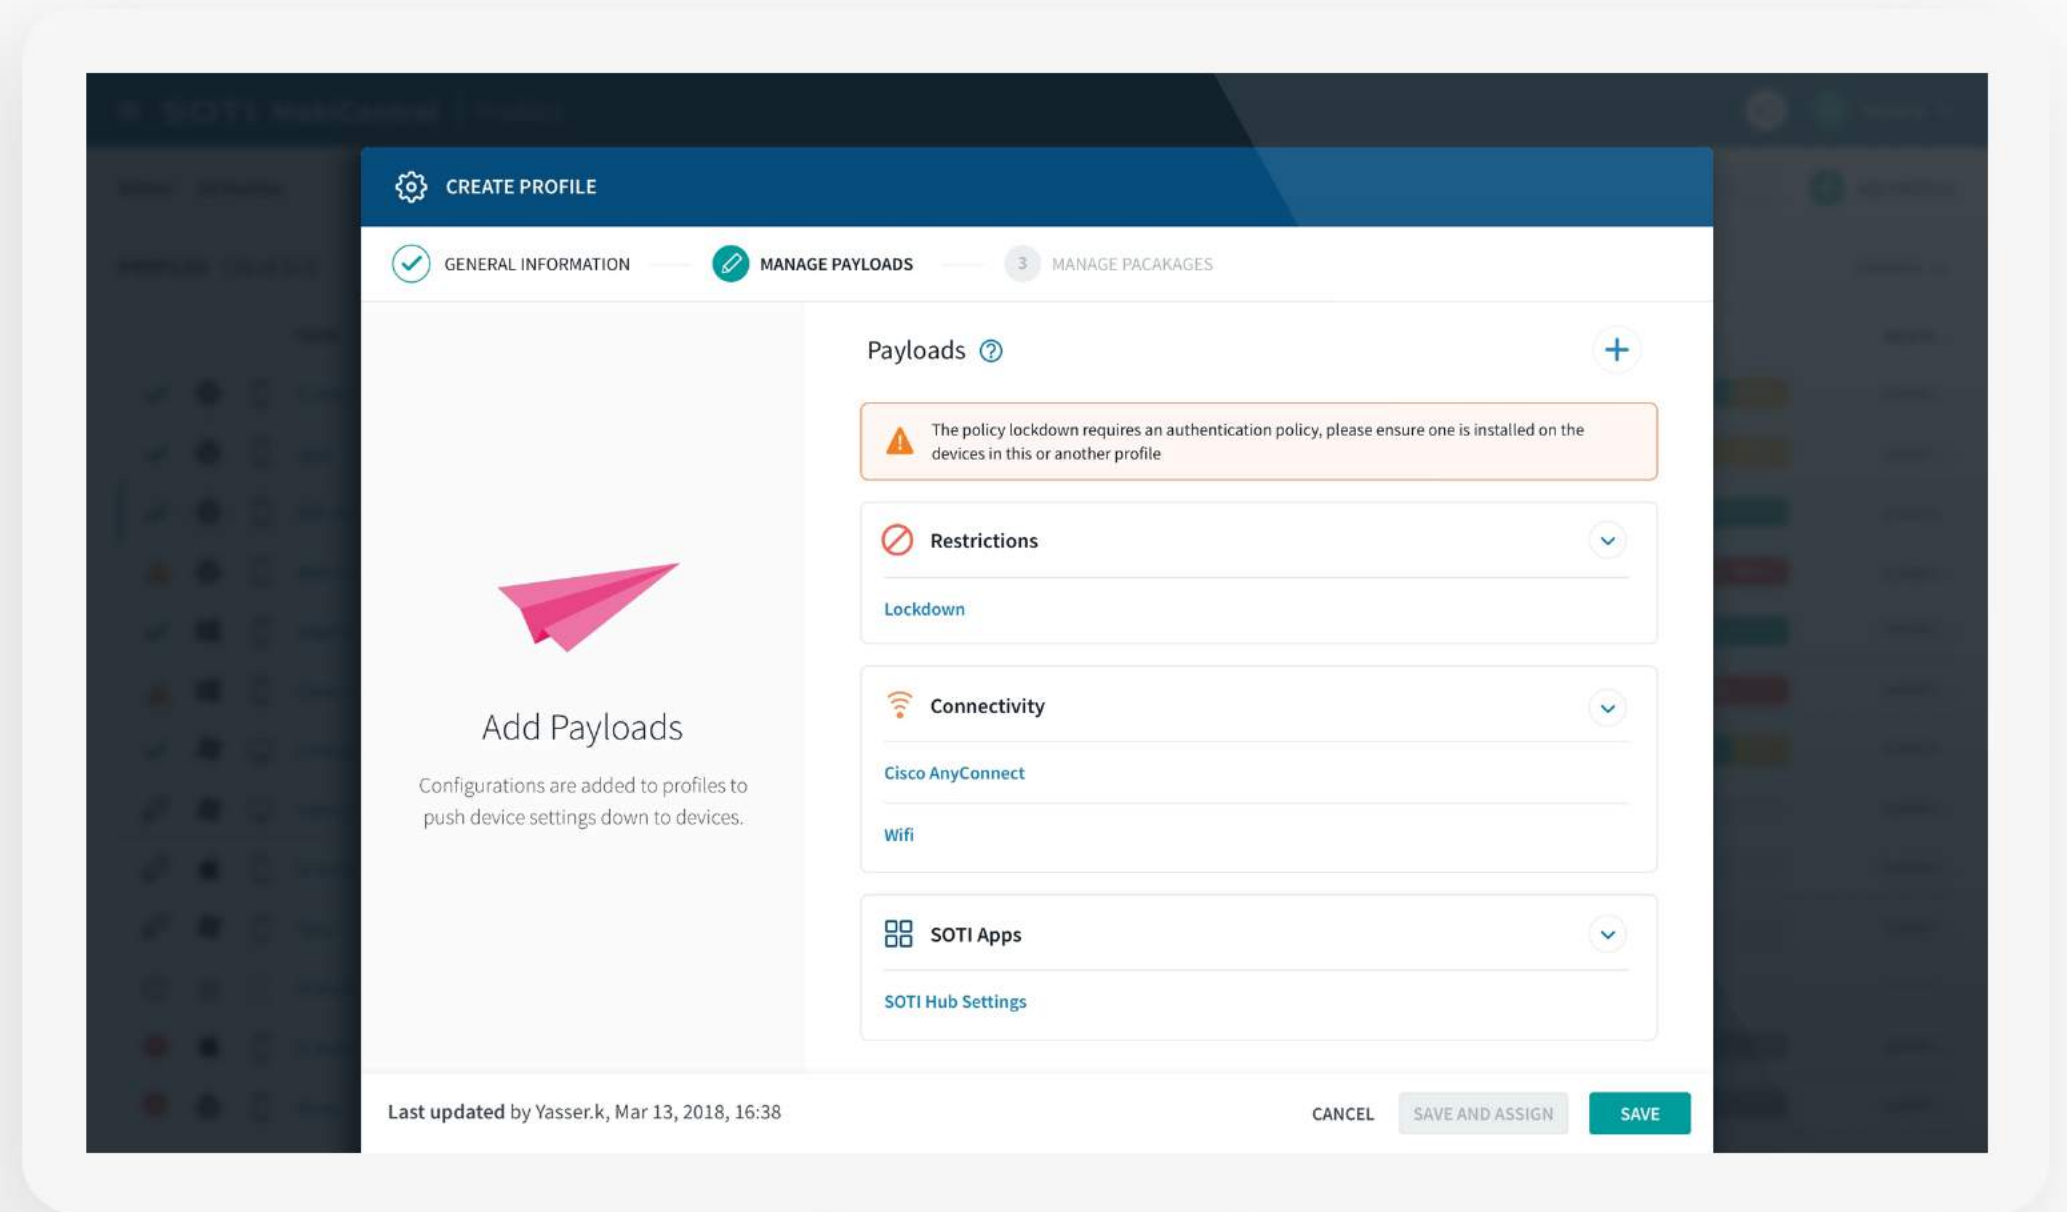 SOTI MobiControl
CREATE PROFILE
GENERAL INFORMATION
MANAGE PAYLOADS
3 MANAGE PACAKAGES
Add Payloads
Configurations are added to profiles to
push device settings down to devices.
Payloads ?
The policy lockdown requires an authentication policy, please ensure one is installed on the
devices in this or another profile
Restrictions
Lockdown
Connectivity
Cisco AnyConnect
Wifi
SOTI Apps
SOTI Hub Settings
Last updated by Yasser.k, Mar 13, 2018, 16:38
CANCEL
SAVE AND ASSIGN
SAVE